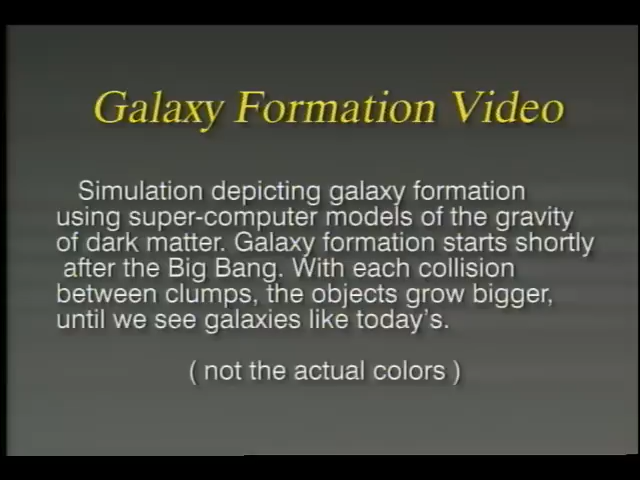 Galaxy Formation Video
Simulation depicting galaxy formation
using super-computer models of the gravity
of dark matter. Galaxy formation starts shortly
after the Big Bang. With each collision
between clumps, the objects grow bigger,
until we see galaxies like today's.
( not the actual colors )